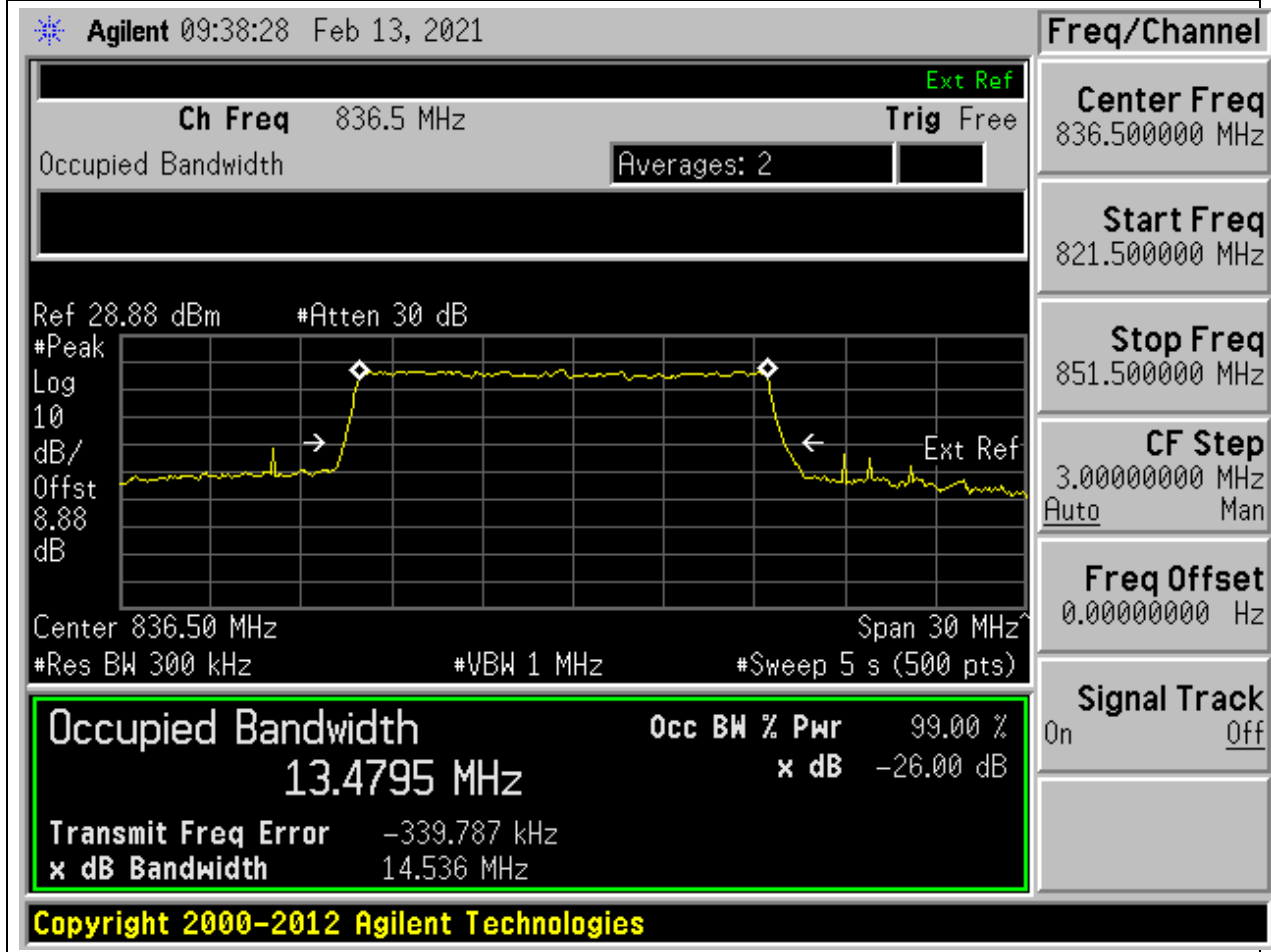 Agilent 09:38:28 Feb 13, 2021
Ext Ref
Ch Freq 836.5 MHz Trig Free
Occupied Bandwidth Averages: 2
Ref 28.88 dBm #Atten 30 dB
#Peak
Log
10
dB/
Offst
8.88
dB
Ext Ref
Center 836.50 MHz Span 30 MHz^
#Res BW 300 kHz #VBW 1 MHz #Sweep 5 s (500 pts)
Occupied Bandwidth Occ BW % Pwr 99.00 %
13.4795 MHz x dB -26.00 dB
Transmit Freq Error -339.787 kHz
x dB Bandwidth 14.536 MHz
Copyright 2000-2012 Agilent Technologies
Freq/Channel
Center Freq
836.500000 MHz
Start Freq
821.500000 MHz
Stop Freq
851.500000 MHz
CF Step
3.00000000 MHz
Auto Man
Freq Offset
0.00000000 Hz
Signal Track
On Off